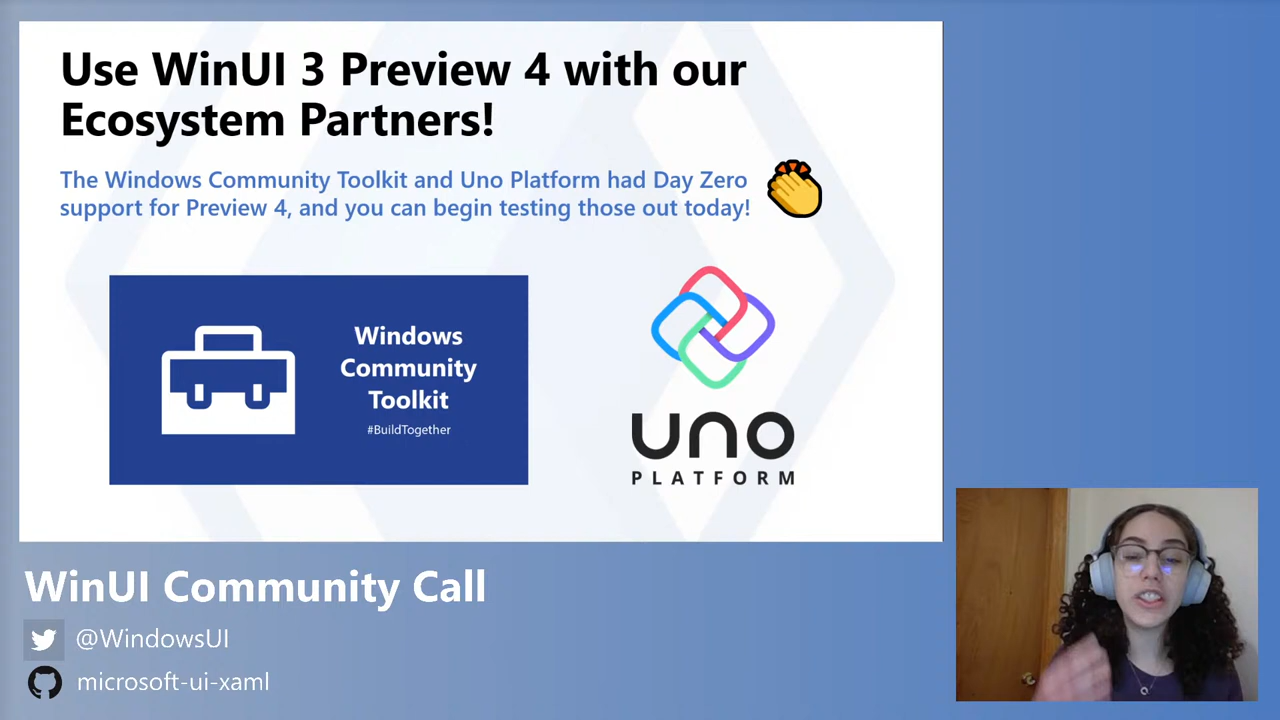 Use WinUI 3 Preview 4 with our
Ecosystem Partners!
The Windows Community Toolkit and Uno Platform had Day Zero
support for Preview 4, and you can begin testing those out today!
Windows
Community
Toolkit
#BuildTogether
uno
PLATFORM
WinUI Community Call
@WindowsUI
microsoft-ui-xaml